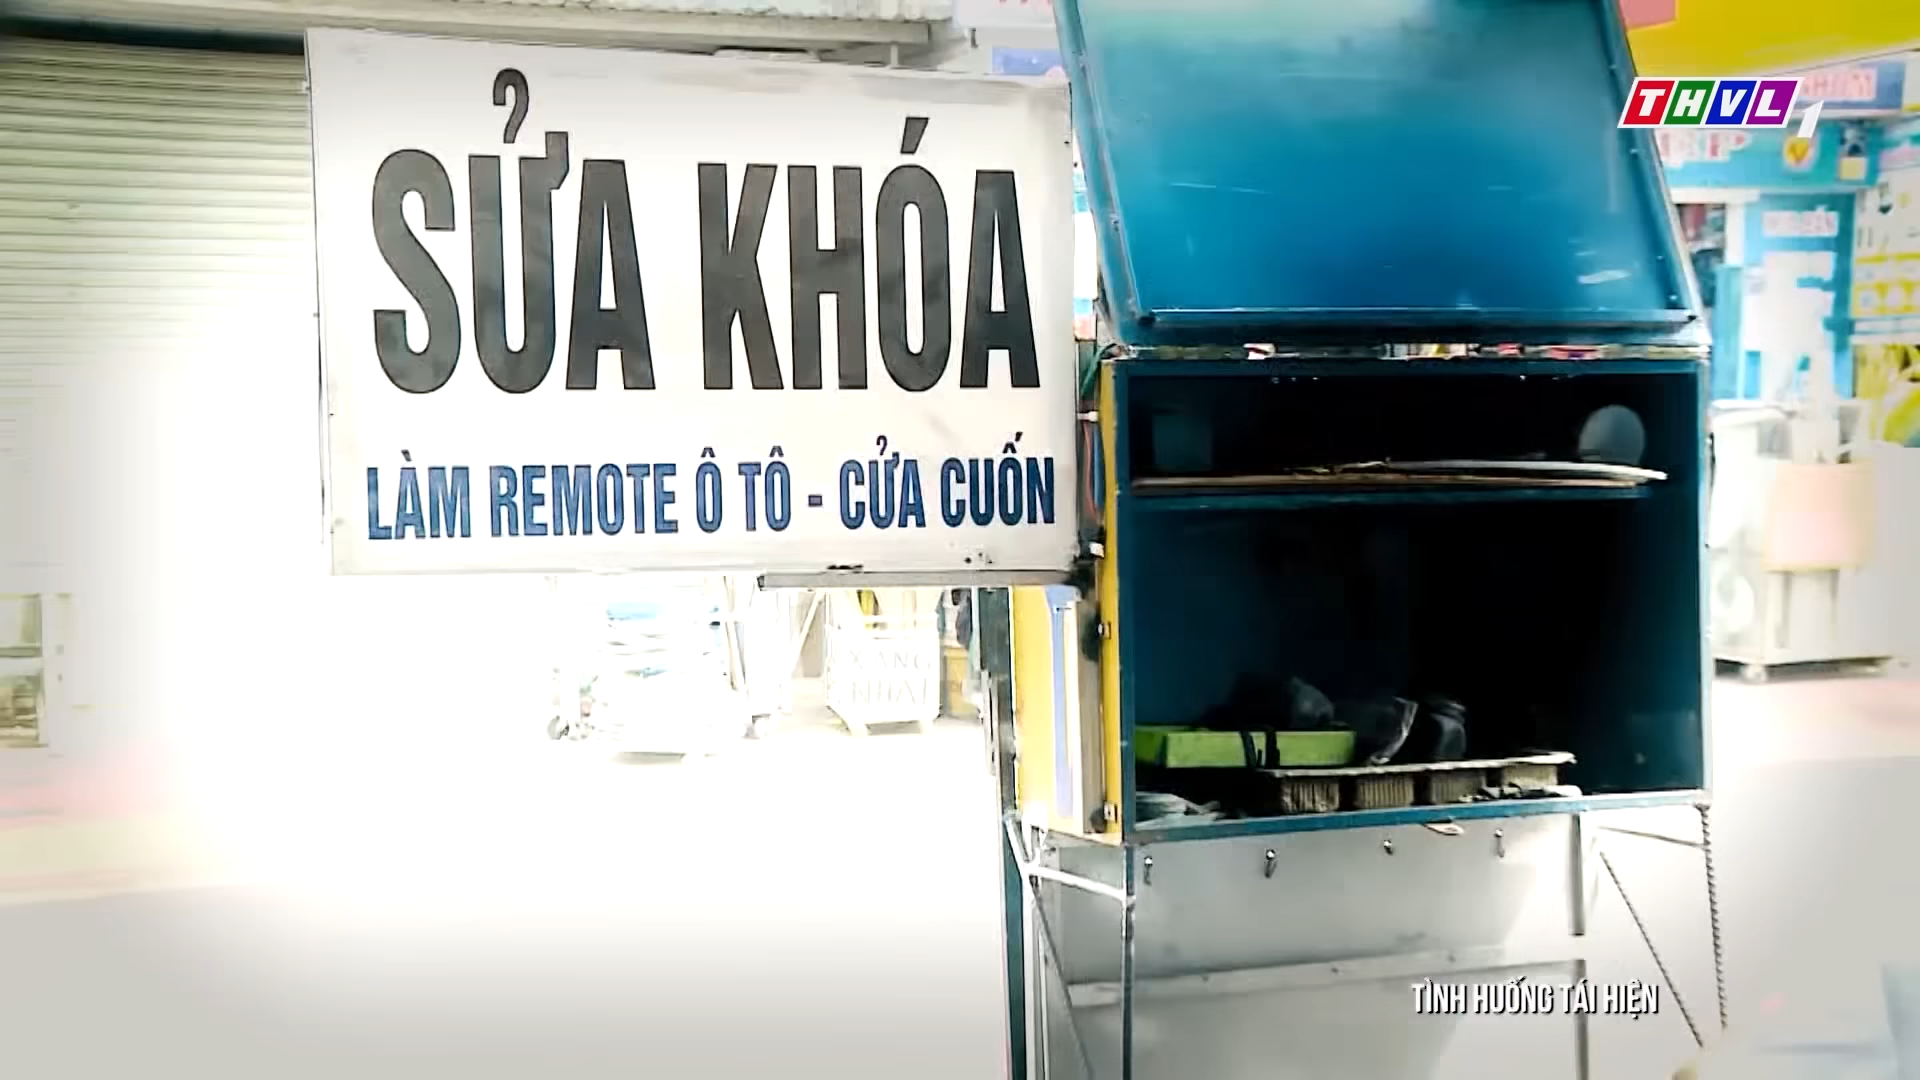 SỬA KHÓA
LÀM REMOTE Ô TÔ - CỬA CUỐN
THVL1
TÌNH HUỐNG TÁI HIỆN